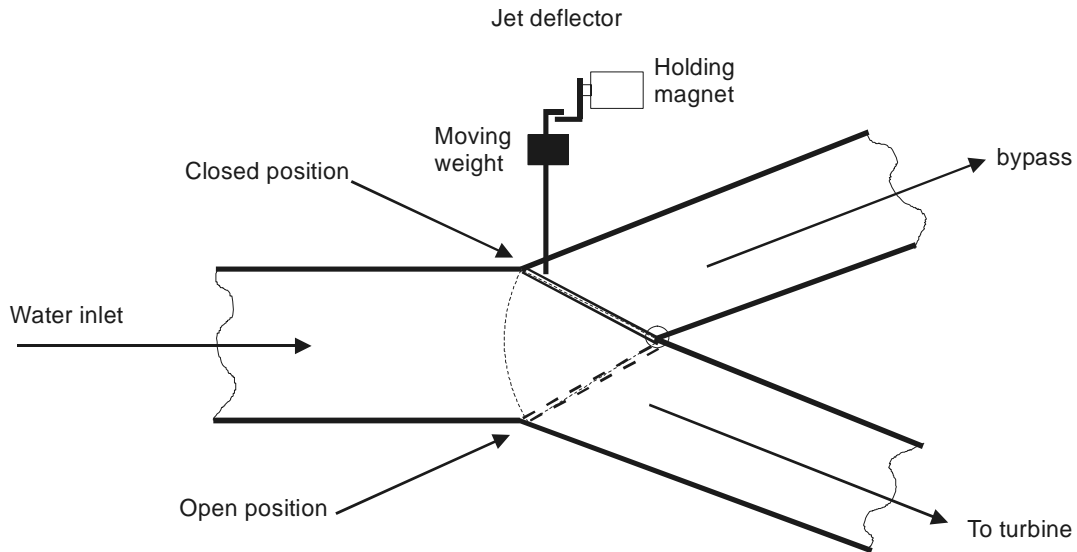 Jet deflector
Holding
magnet
Moving
weight
Closed position
bypass
Water inlet
Open position
To turbine